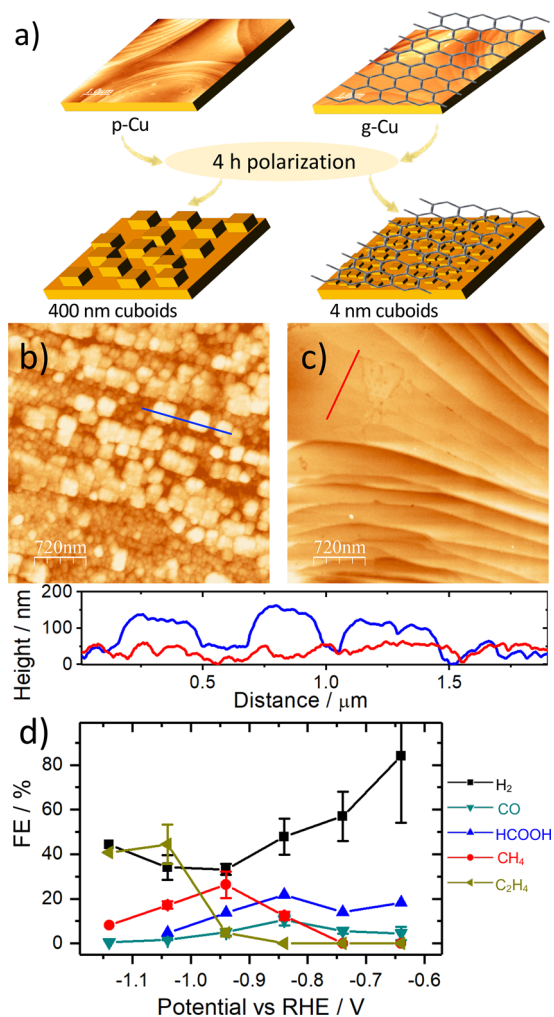 a)
p-Cu
g-Cu
4 h polarization
400 nm cuboids
4 nm cuboids
b)
c)
720nm
720nm
Height / nm
200
100
0
0.5
1.0
1.5
Distance / μm
d)
FE / %
80
60
40
20
0
-1.1
-1.0
-0.9
-0.8
-0.7
-0.6
Potential vs RHE / V
H₂
CO
HCOOH
CH₄
C₂H₄